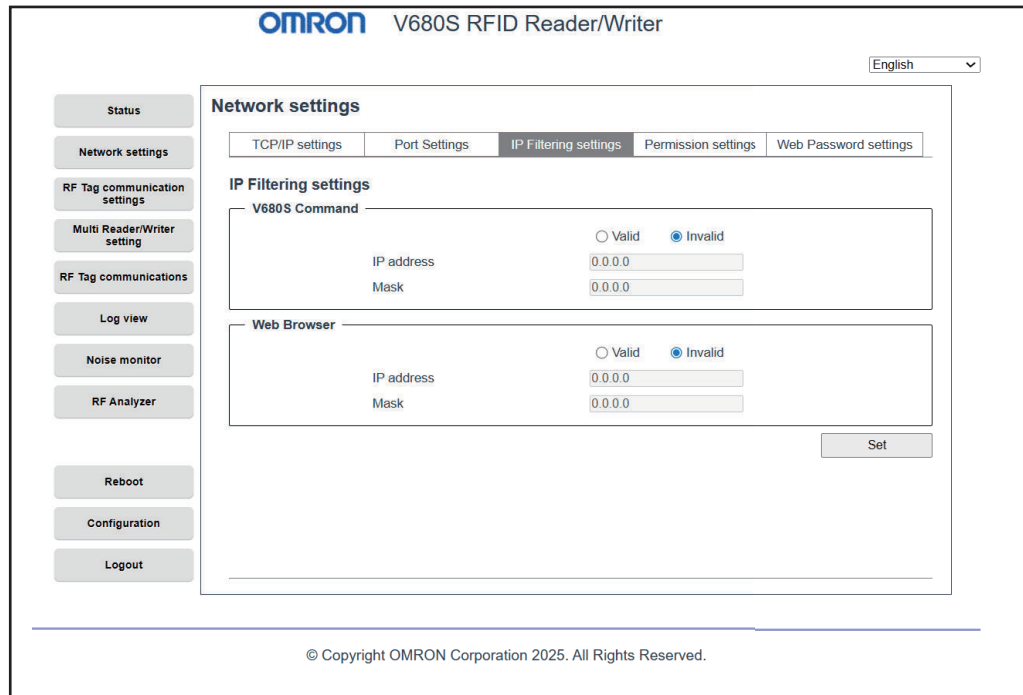 OMRON V680S RFID Reader/Writer
English
Status
Network settings
RF Tag communication
settings
Multi Reader/Writer
setting
RF Tag communications
Log view
Noise monitor
RF Analyzer
Reboot
Configuration
Logout
Network settings
TCP/IP settings Port Settings IP Filtering settings Permission settings Web Password settings
IP Filtering settings
V680S Command
Valid Invalid
IP address 0.0.0.0
Mask 0.0.0.0
Web Browser
Valid Invalid
IP address 0.0.0.0
Mask 0.0.0.0
Set
© Copyright OMRON Corporation 2025. All Rights Reserved.